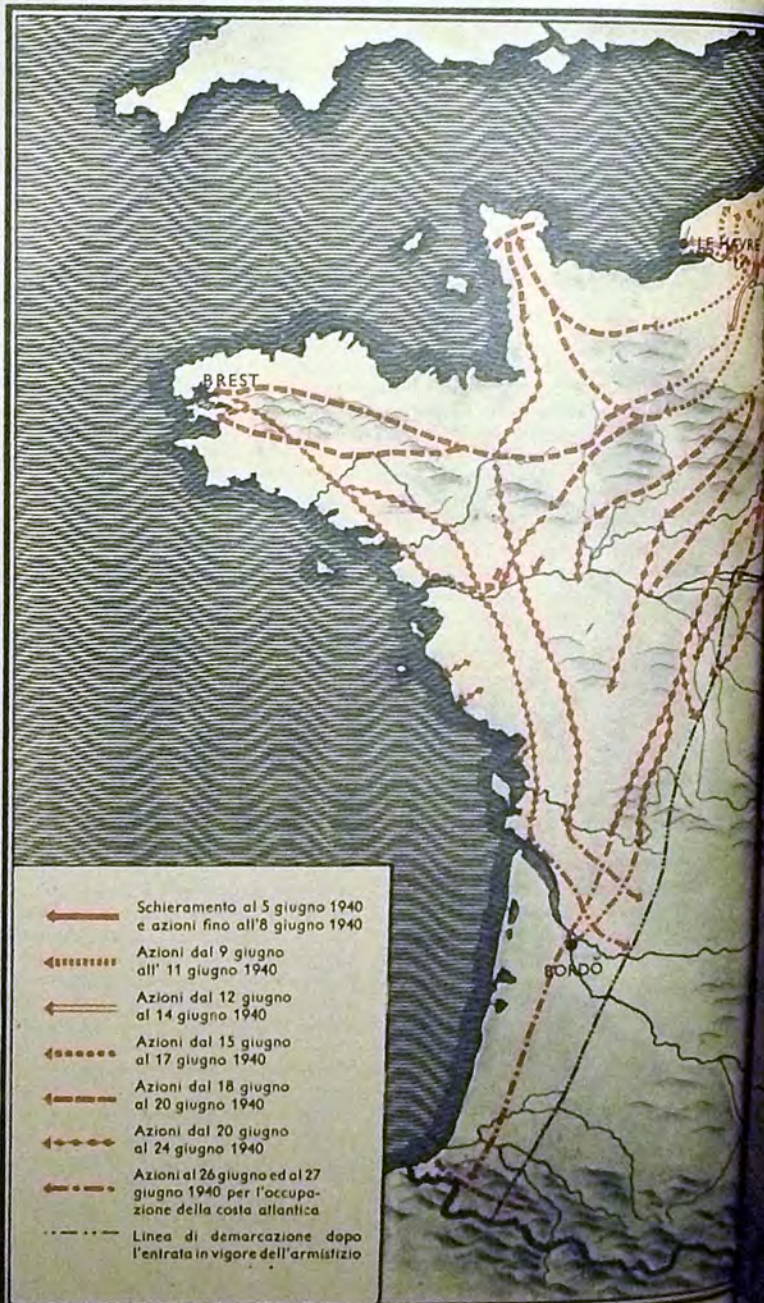 LE HAVRE
BREST
BORDÒ
Schieramento al 5 giugno 1940
e azioni fino all'8 giugno 1940
Azioni dal 9 giugno
all' 11 giugno 1940
Azioni dal 12 giugno
al 14 giugno 1940
Azioni dal 15 giugno
al 17 giugno 1940
Azioni dal 18 giugno
al 20 giugno 1940
Azioni dal 20 giugno
al 24 giugno 1940
Azioni al 26 giugno ed al 27
giugno 1940 per l'occupa-
zione della costa atlantica
Linea di demarcazione dopo
l'entrata in vigore dell'armistizio